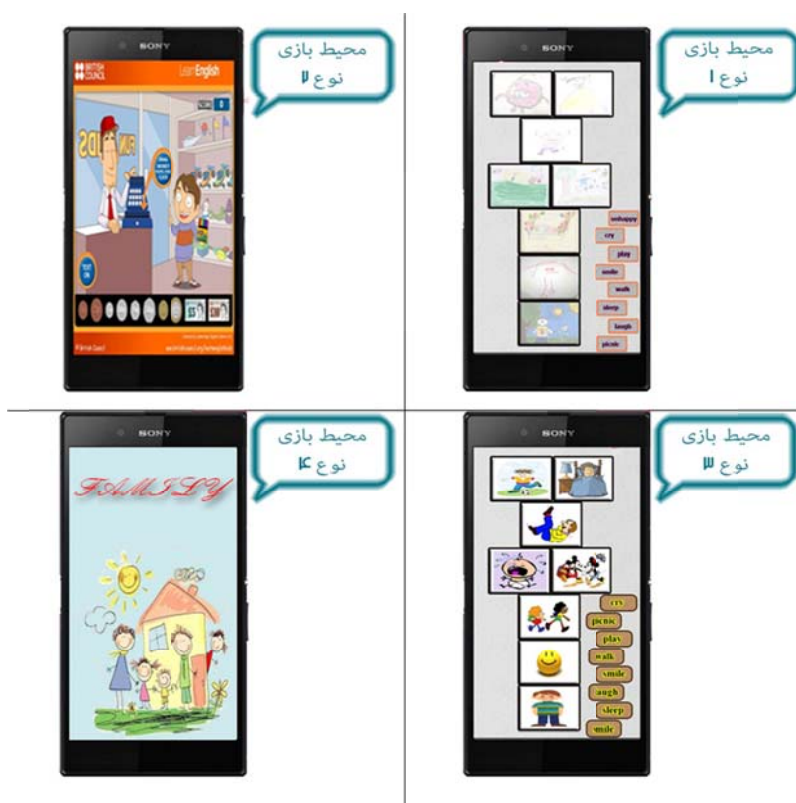 محیط بازی
نوع ۱
SONY
unhappy
cry
play
smile
walk
sleep
laugh
picnic
محیط بازی
نوع ۲
SONY
BRITISH
COUNCIL
LearnEnglish
0
محیط بازی
نوع ۳
SONY
cry
picnic
play
walk
smile
augh
sleep
smile
محیط بازی
نوع ۴
SONY
FAMILY